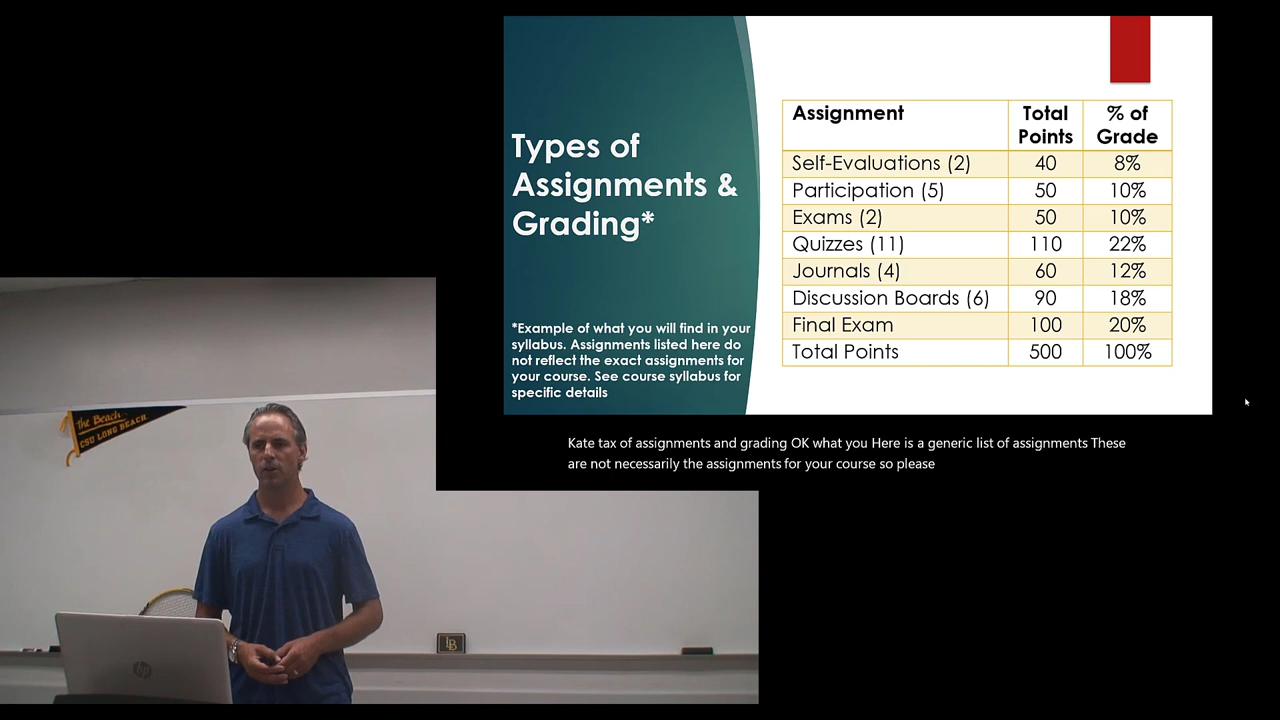 Types of
Assignments &
Grading*
*Example of what you will find in your
syllabus. Assignments listed here do
not reflect the exact assignments for
your course. See course syllabus for
specific details
Assignment Total Points % of Grade
Self-Evaluations (2) 40 8%
Participation (5) 50 10%
Exams (2) 50 10%
Quizzes (11) 110 22%
Journals (4) 60 12%
Discussion Boards (6) 90 18%
Final Exam 100 20%
Total Points 500 100%
Kate tax of assignments and grading OK what you Here is a generic list of assignments These
are not necessarily the assignments for your course so please
The Beach
CSU LONG BEACH
LB
hp